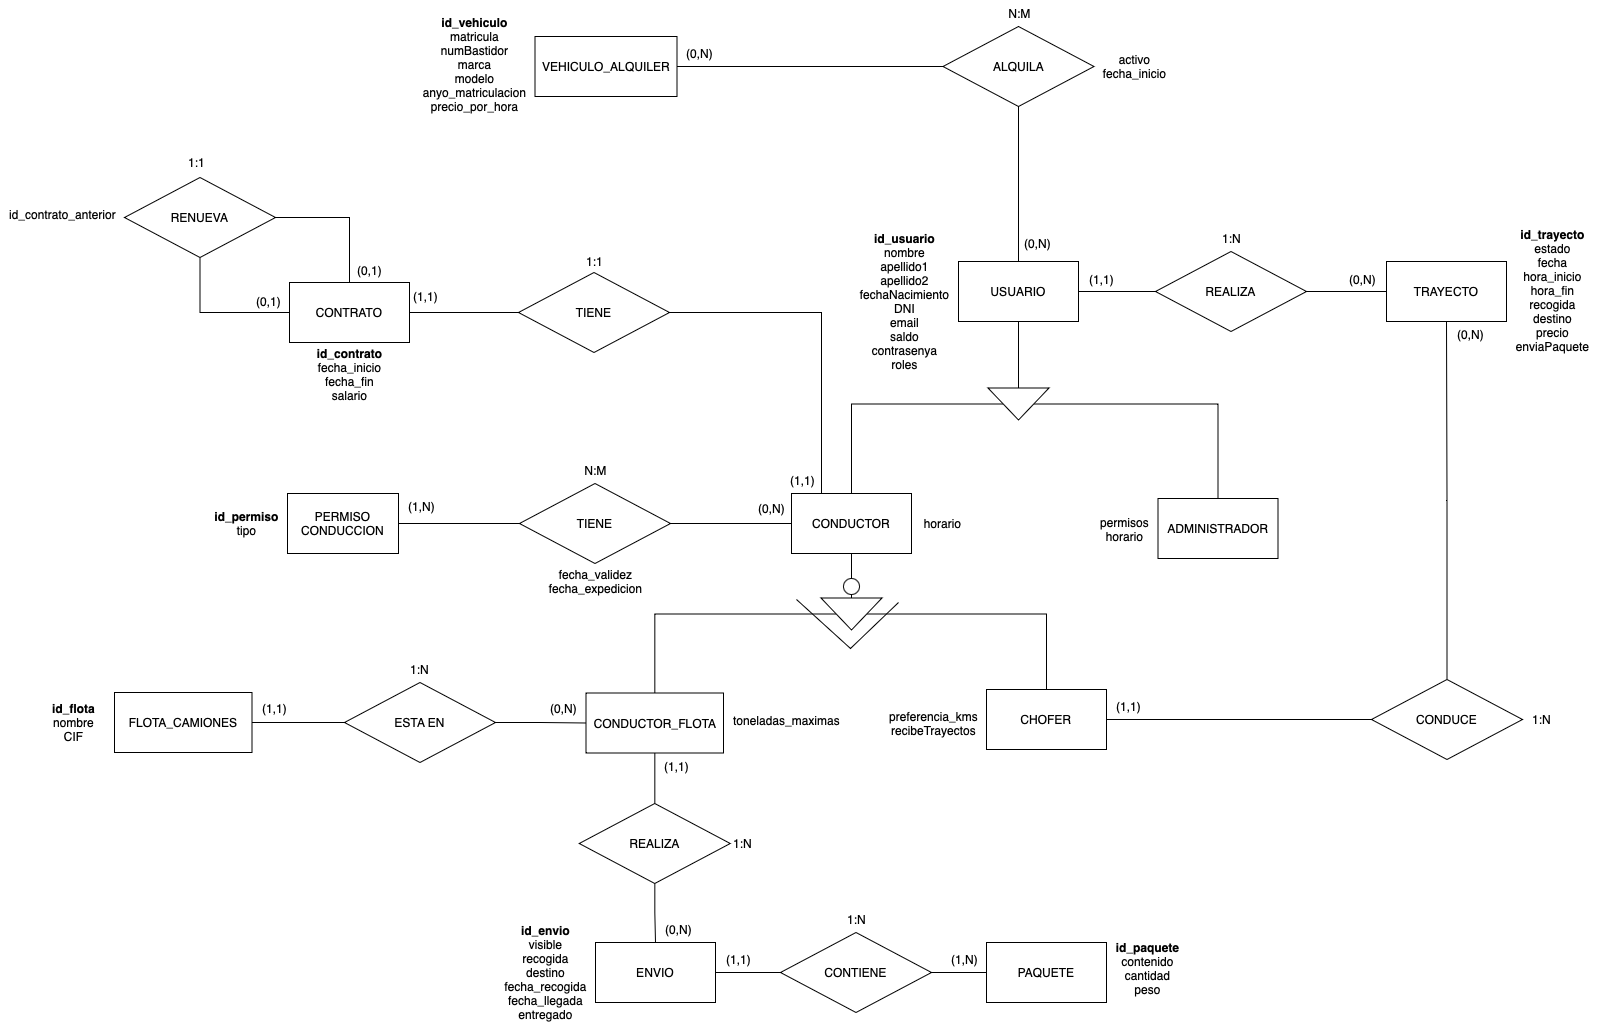 N:M
id_vehiculo
matricula
numBastidor
marca
modelo
anyo_matriculacion
precio_por_hora
VEHICULO_ALQUILER
(0,N)
ALQUILA
activo
fecha_inicio
1:1
id_contrato_anterior
RENUEVA
(0,1)
(0,1)
CONTRATO
(1,1)
id_contrato
fecha_inicio
fecha_fin
salario
1:1
TIENE
(0,N)
id_usuario
nombre
apellido1
apellido2
fechaNacimiento
DNI
email
saldo
contrasenya
roles
USUARIO
(1,1)
1:N
REALIZA
(0,N)
TRAYECTO
(0,N)
id_trayecto
estado
fecha
hora_inicio
hora_fin
recogida
destino
precio
enviaPaquete
id_permiso
tipo
PERMISO
CONDUCCION
(1,N)
N:M
TIENE
fecha_validez
fecha_expedicion
(1,1)
(0,N)
CONDUCTOR
horario
permisos
horario
ADMINISTRADOR
id_flota
nombre
CIF
FLOTA_CAMIONES
(1,1)
1:N
ESTA EN
(0,N)
CONDUCTOR_FLOTA
toneladas_maximas
(1,1)
preferencia_kms
recibeTrayectos
CHOFER
(1,1)
CONDUCE
1:N
REALIZA
1:N
(0,N)
id_envio
visible
recogida
destino
fecha_recogida
fecha_llegada
entregado
ENVIO
(1,1)
1:N
CONTIENE
(1,N)
PAQUETE
id_paquete
contenido
cantidad
peso